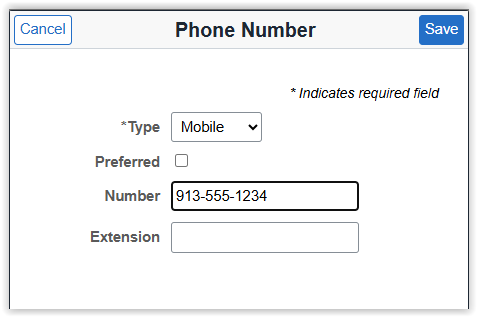 Cancel Phone Number Save
* Indicates required field
*Type Mobile
Preferred
Number 913-555-1234
Extension